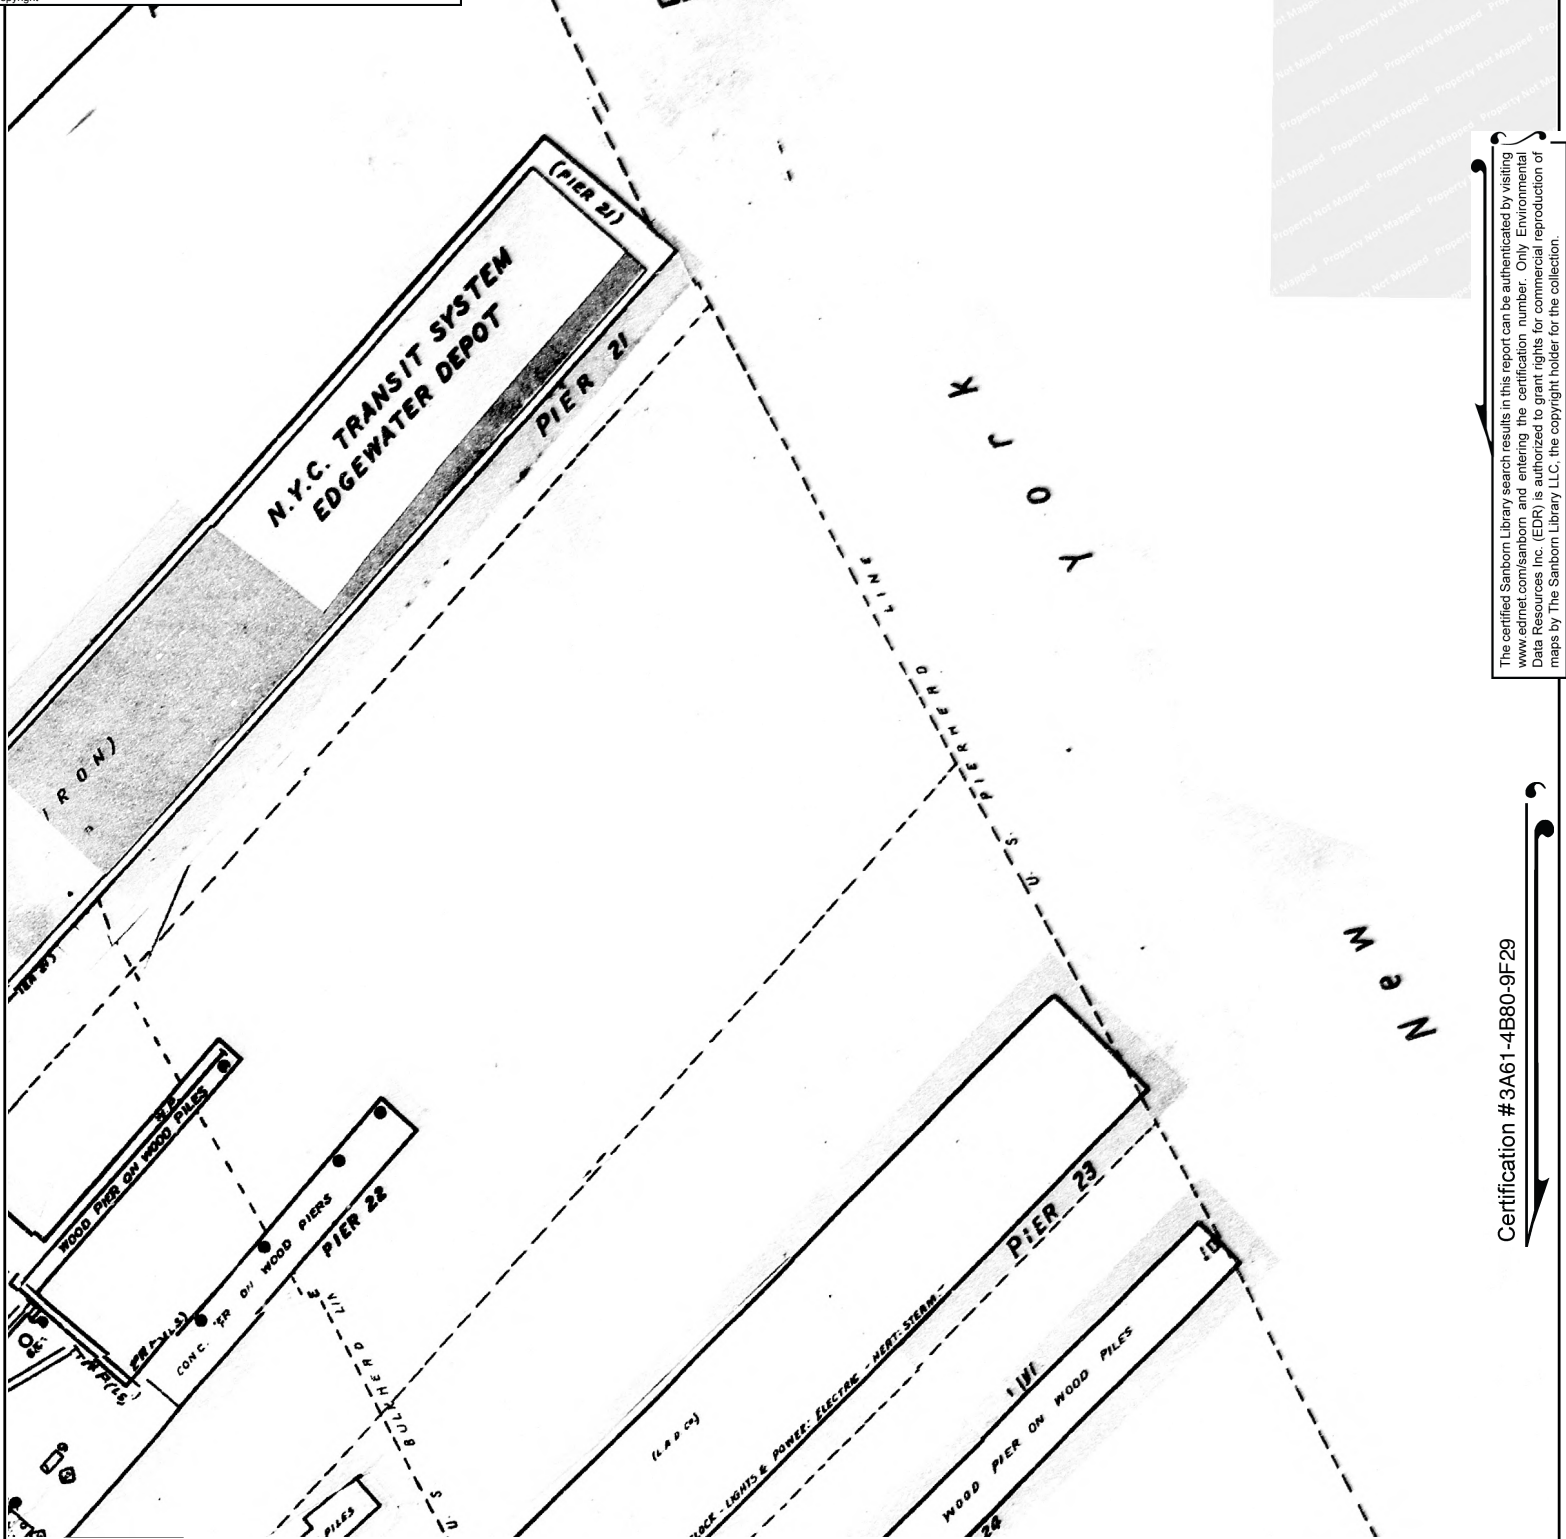 (PIER 21)
N.Y.C. TRANSIT SYSTEM
EDGEWATER DEPOT
PIER 21
New York
U. S. PIERHEAD LINE
WOOD PIER ON WOOD PILES
ON WOOD PIERS
CONC.
PIER 22
U. S. BULKHEAD
PIER 23
LIGHTS & POWER: ELECTRIC - HEAT: STEAM.
WOOD PIER ON WOOD PILES
24
PILES
Property Not Mapped
The certified Sanborn Library search results in this report can be authenticated by visiting
www.edrnet.com/sanborn and entering the certification number. Only Environmental
Data Resources Inc. (EDR) is authorized to grant rights for commercial reproduction of
maps by The Sanborn Library LLC, the copyright holder for the collection.
Certification # 3A61-4B80-9F29